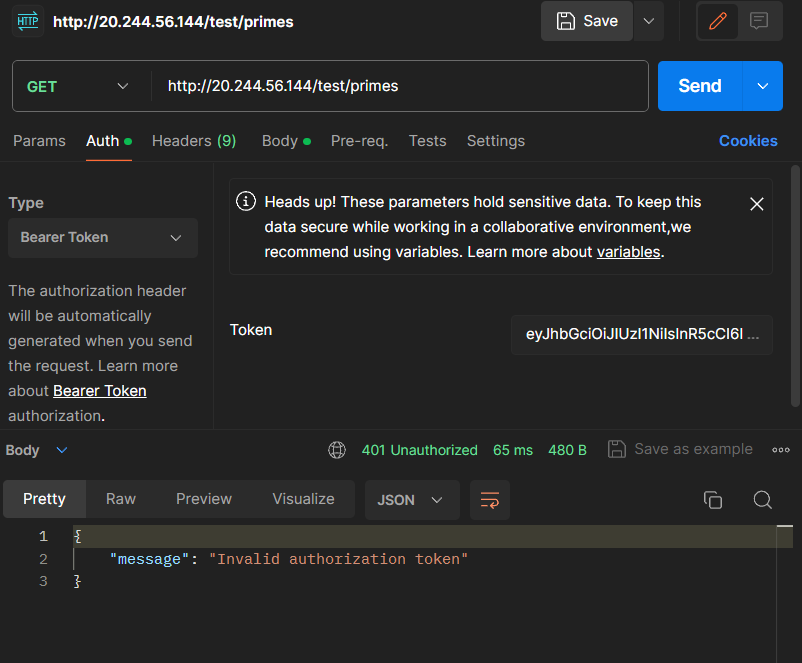 HTTP http://20.244.56.144/test/primes Save
GET http://20.244.56.144/test/primes Send
Params Auth Headers (9) Body Pre-req. Tests Settings Cookies
Type
Bearer Token
The authorization header
will be automatically
generated when you send
the request. Learn more
about Bearer Token
authorization.
Heads up! These parameters hold sensitive data. To keep this
data secure while working in a collaborative environment,we
recommend using variables. Learn more about variables.
Token eyJhbGciOiJIUzI1NiIsInR5cCI6I ...
Body 401 Unauthorized 65 ms 480 B Save as example
Pretty Raw Preview Visualize JSON
1 {
2 "message": "Invalid authorization token"
3 }